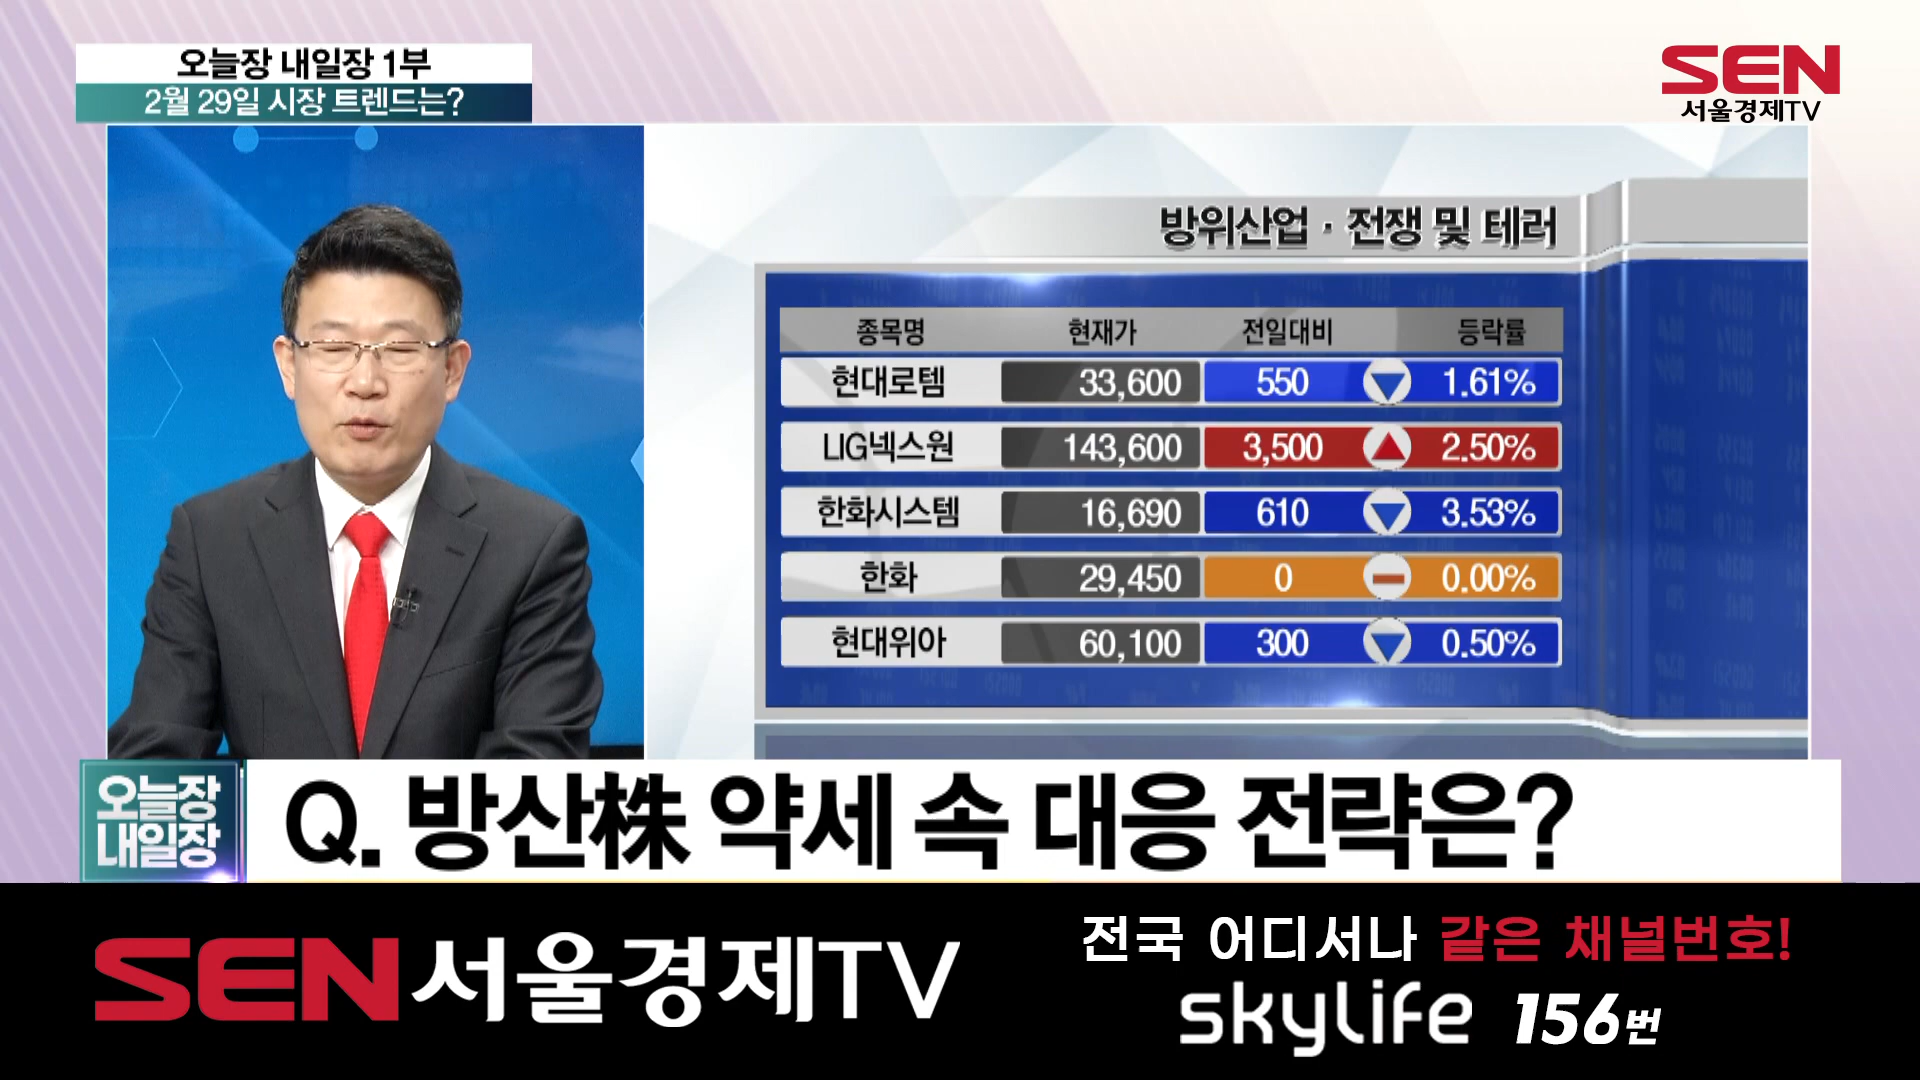 오늘장 내일장 1부
2월 29일 시장 트렌드는?
SEN
서울경제TV
방위산업 · 전쟁 및 테러
종목명 현재가 전일대비 등락률
현대로템 33,600 550 ▼ 1.61%
LIG넥스원 143,600 3,500 ▲ 2.50%
한화시스템 16,690 610 ▼ 3.53%
한화 29,450 0 - 0.00%
현대위아 60,100 300 ▼ 0.50%
오늘장
내일장
Q. 방산株 약세 속 대응 전략은?
SEN 서울경제TV
전국 어디서나 같은 채널번호!
skylife 156번